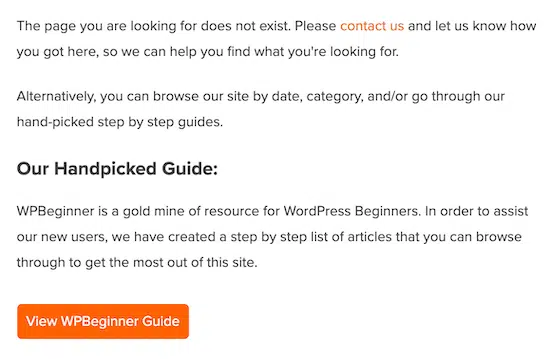 The page you are looking for does not exist. Please contact us and let us know how
you got here, so we can help you find what you're looking for.
Alternatively, you can browse our site by date, category, and/or go through our
hand-picked step by step guides.
Our Handpicked Guide:
WPBeginner is a gold mine of resource for WordPress Beginners. In order to assist
our new users, we have created a step by step list of articles that you can browse
through to get the most out of this site.
View WPBeginner Guide